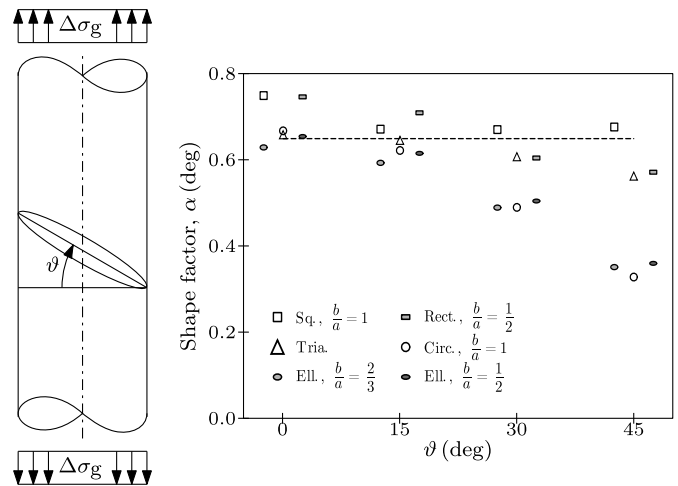 Δσg
ϑ
Δσg
Shape factor, α (deg)
0.8
0.6
0.4
0.2
0.0
Sq., b/a = 1
Rect., b/a = 1/2
Tria.
Circ., b/a = 1
Ell., b/a = 2/3
Ell., b/a = 1/2
0 15 30 45
ϑ (deg)